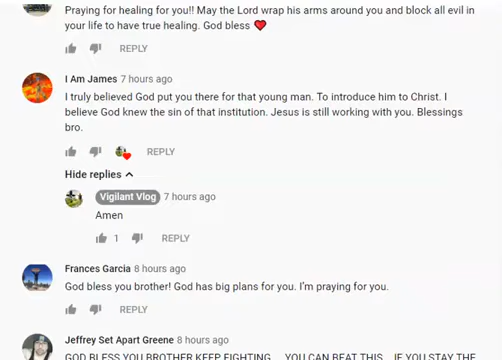 Praying for healing for you!! May the Lord wrap his arms around you and block all evil in
your life to have true healing. God bless
REPLY
I Am James 7 hours ago
I truly believed God put you there for that young man. To introduce him to Christ. I
believe God knew the sin of that institution. Jesus is still working with you. Blessings
bro.
REPLY
Hide replies
Vigilant Vlog 7 hours ago
Amen
1 REPLY
Frances Garcia 8 hours ago
God bless you brother! God has big plans for you. I'm praying for you.
REPLY
Jeffrey Set Apart Greene 8 hours ago
GOD BLESS YOU BROTHER KEEP FIGHTING.... YOU CAN BEAT THIS...IF YOU STAY THE